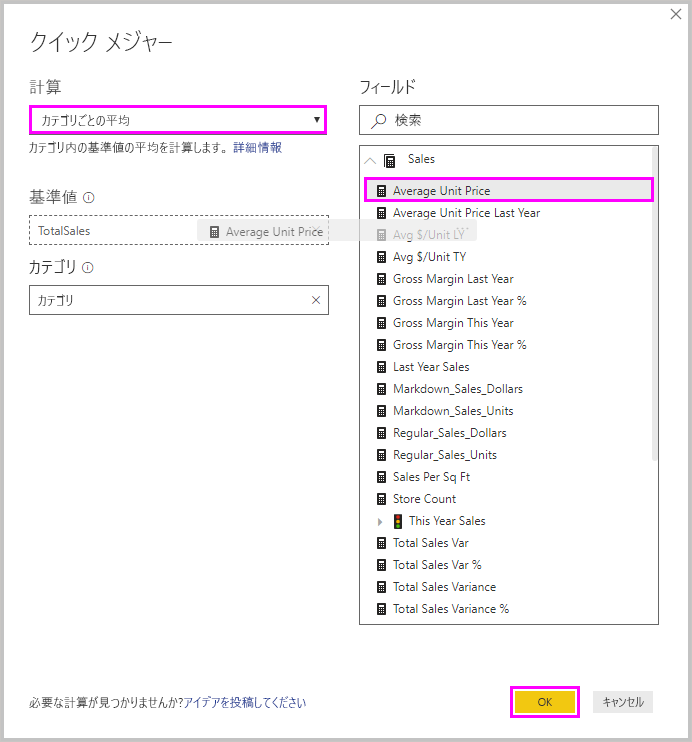 クイック メジャー
計算
カテゴリごとの平均
カテゴリ内の基準値の平均を計算します。 詳細情報
基準値
TotalSales
Average Unit Price
カテゴリ
カテゴリ
フィールド
検索
Sales
Average Unit Price
Average Unit Price Last Year
Avg $/Unit LY
Avg $/Unit TY
Gross Margin Last Year
Gross Margin Last Year %
Gross Margin This Year
Gross Margin This Year %
Last Year Sales
Markdown_Sales_Dollars
Markdown_Sales_Units
Regular_Sales_Dollars
Regular_Sales_Units
Sales Per Sq Ft
Store Count
This Year Sales
Total Sales Var
Total Sales Var %
Total Sales Variance
Total Sales Variance %
必要な計算が見つかりませんか?アイデアを投稿してください
OK
キャンセル